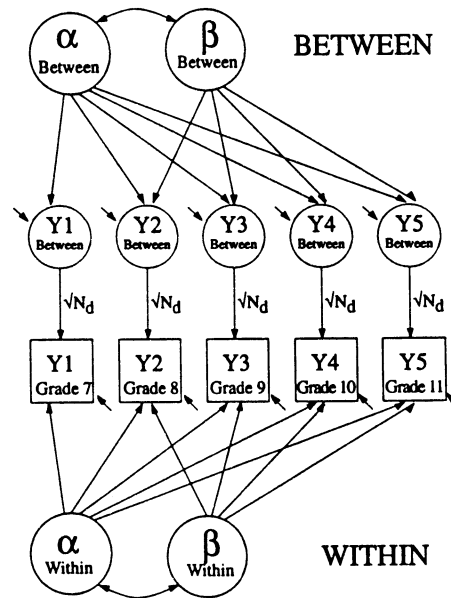 α Between
β Between
BETWEEN
Y1 Between
Y2 Between
Y3 Between
Y4 Between
Y5 Between
√Nd
√Nd
√Nd
√Nd
√Nd
Y1 Grade 7
Y2 Grade 8
Y3 Grade 9
Y4 Grade 10
Y5 Grade 11
α Within
β Within
WITHIN